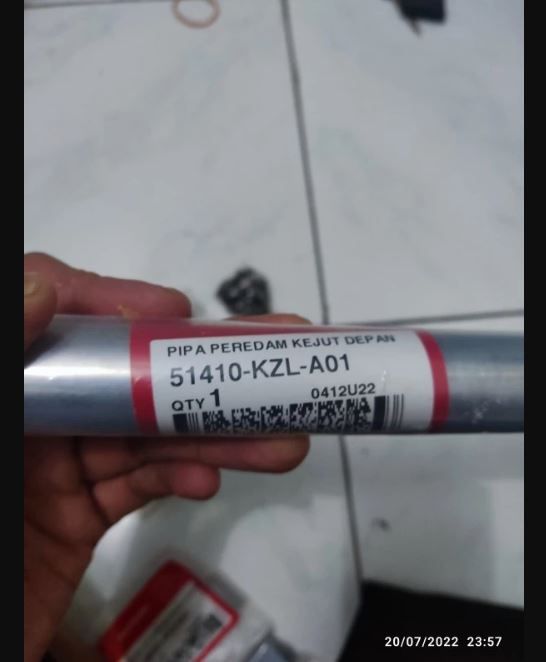 PIPA PEREDAM KEJUT DEPAN
51410-KZL-A01
QTY 1
0412U22
20/07/2022 23:57